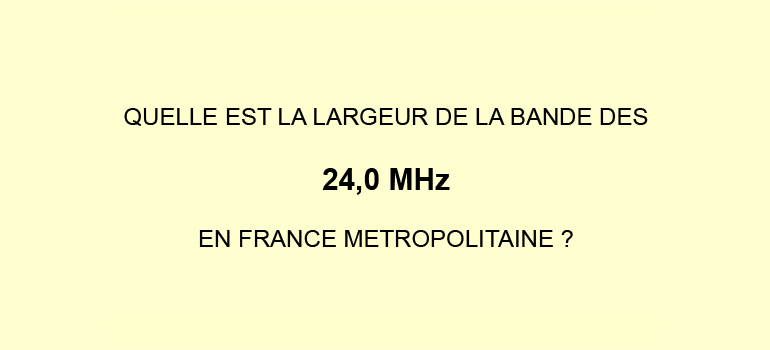 QUELLE EST LA LARGEUR DE LA BANDE DES
24,0 MHz
EN FRANCE METROPOLITAINE ?